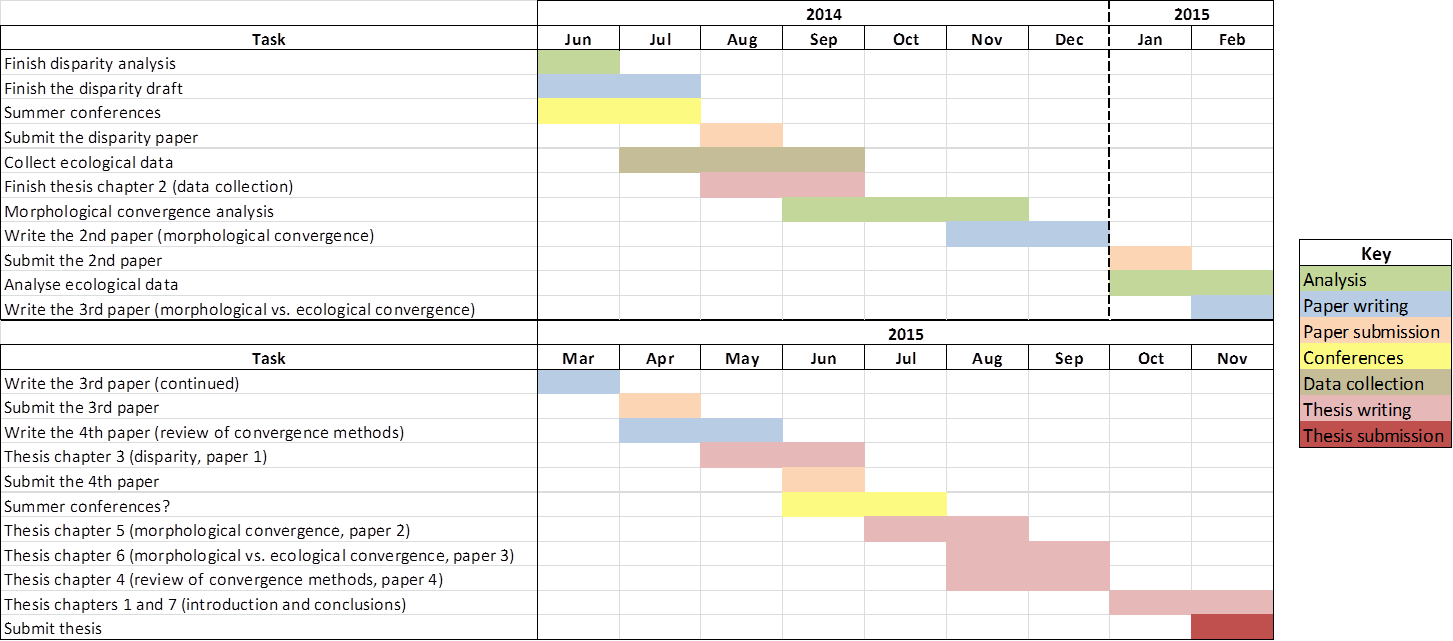 2014 2015
Task Jun Jul Aug Sep Oct Nov Dec Jan Feb
Finish disparity analysis
Finish the disparity draft
Summer conferences
Submit the disparity paper
Collect ecological data
Finish thesis chapter 2 (data collection)
Morphological convergence analysis
Write the 2nd paper (morphological convergence)
Submit the 2nd paper
Analyse ecological data
Write the 3rd paper (morphological vs. ecological convergence)
2015
Task Mar Apr May Jun Jul Aug Sep Oct Nov
Write the 3rd paper (continued)
Submit the 3rd paper
Write the 4th paper (review of convergence methods)
Thesis chapter 3 (disparity, paper 1)
Submit the 4th paper
Summer conferences?
Thesis chapter 5 (morphological convergence, paper 2)
Thesis chapter 6 (morphological vs. ecological convergence, paper 3)
Thesis chapter 4 (review of convergence methods, paper 4)
Thesis chapters 1 and 7 (introduction and conclusions)
Submit thesis
Key
Analysis
Paper writing
Paper submission
Conferences
Data collection
Thesis writing
Thesis submission